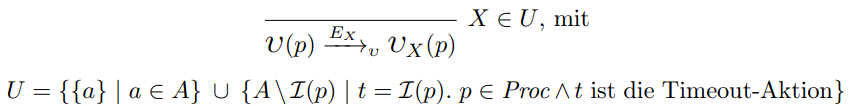 𝒰(p) —E_X→_υ 𝒰_X(p)   X ∈ U, mit
U = {{a} | a ∈ A} ∪ {A\ℐ(p) | t = ℐ(p). p ∈ Proc ∧ t ist die Timeout-Aktion}